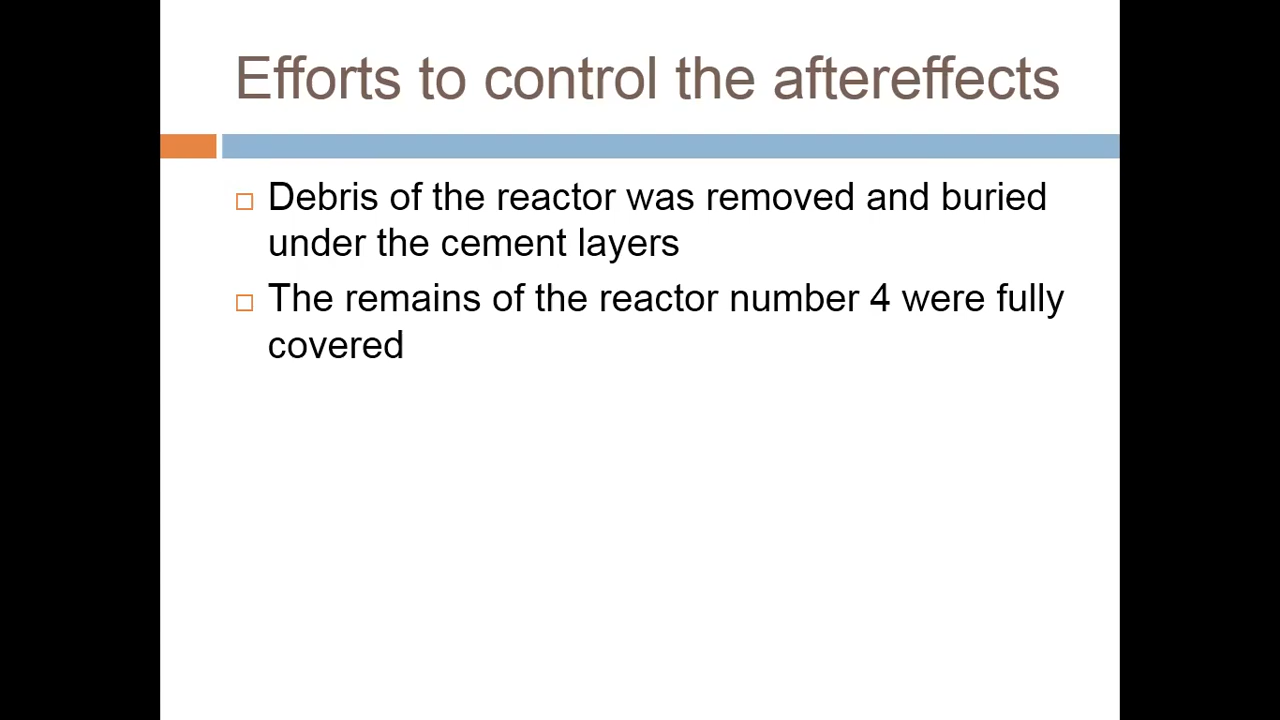 Efforts to control the aftereffects
Debris of the reactor was removed and buried
under the cement layers
The remains of the reactor number 4 were fully
covered